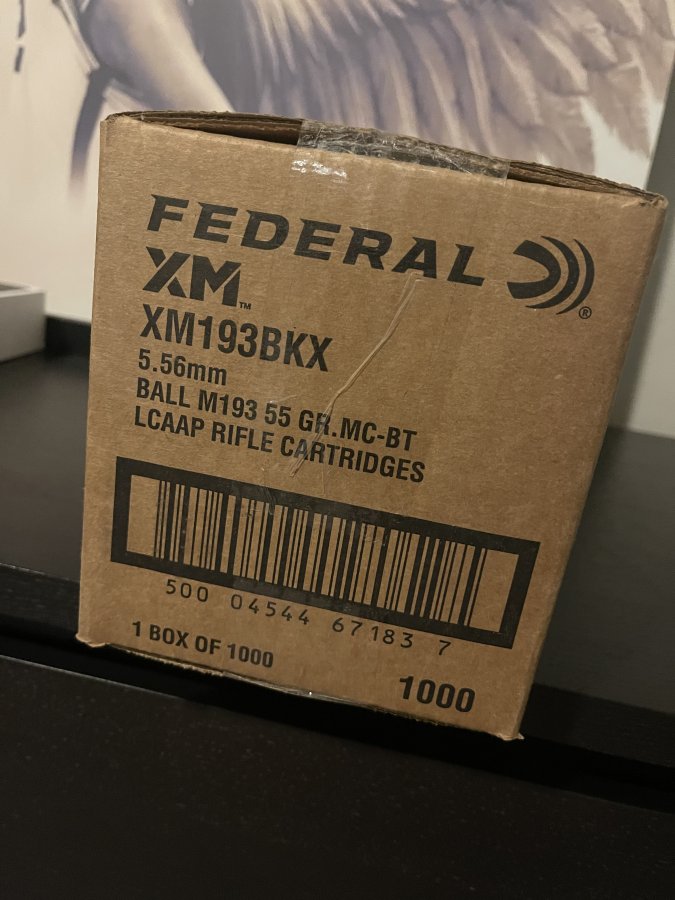 FEDERAL ®
XM™
XM193BKX
5.56mm
BALL M193 55 GR.MC-BT
LCAAP RIFLE CARTRIDGES
500 04544 67183 7
1 BOX OF 1000
1000